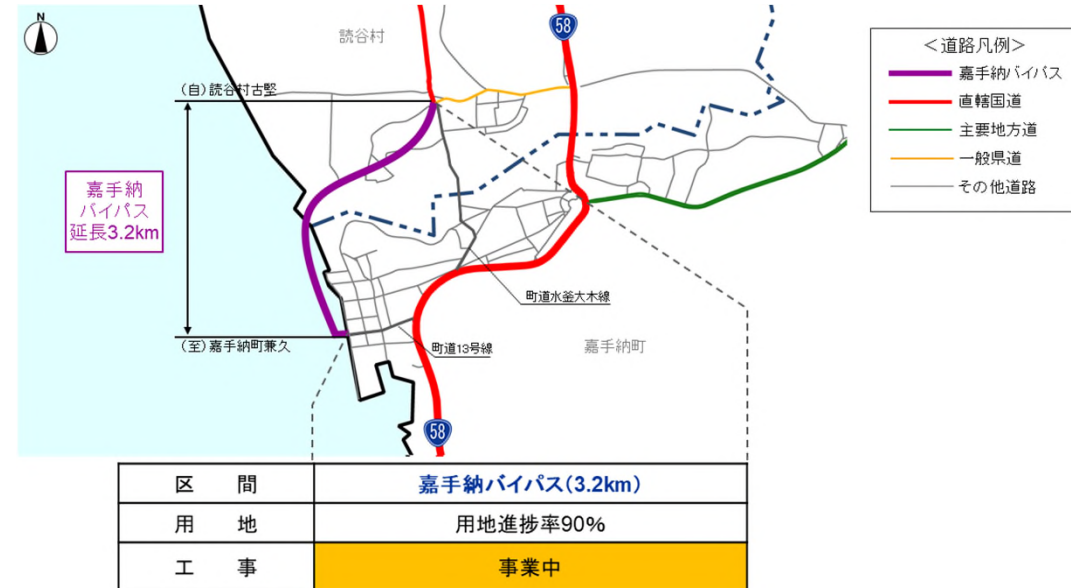 N
読谷村
58
(自)読谷村古堅
嘉手納
バイパス
延長3.2km
町道水釜大木線
(至)嘉手納町兼久
町道13号線
嘉手納町
58
＜道路凡例＞
嘉手納バイパス
直轄国道
主要地方道
一般県道
その他道路
区　間 嘉手納バイパス(3.2km)
用　地 用地進捗率90%
工　事 事業中